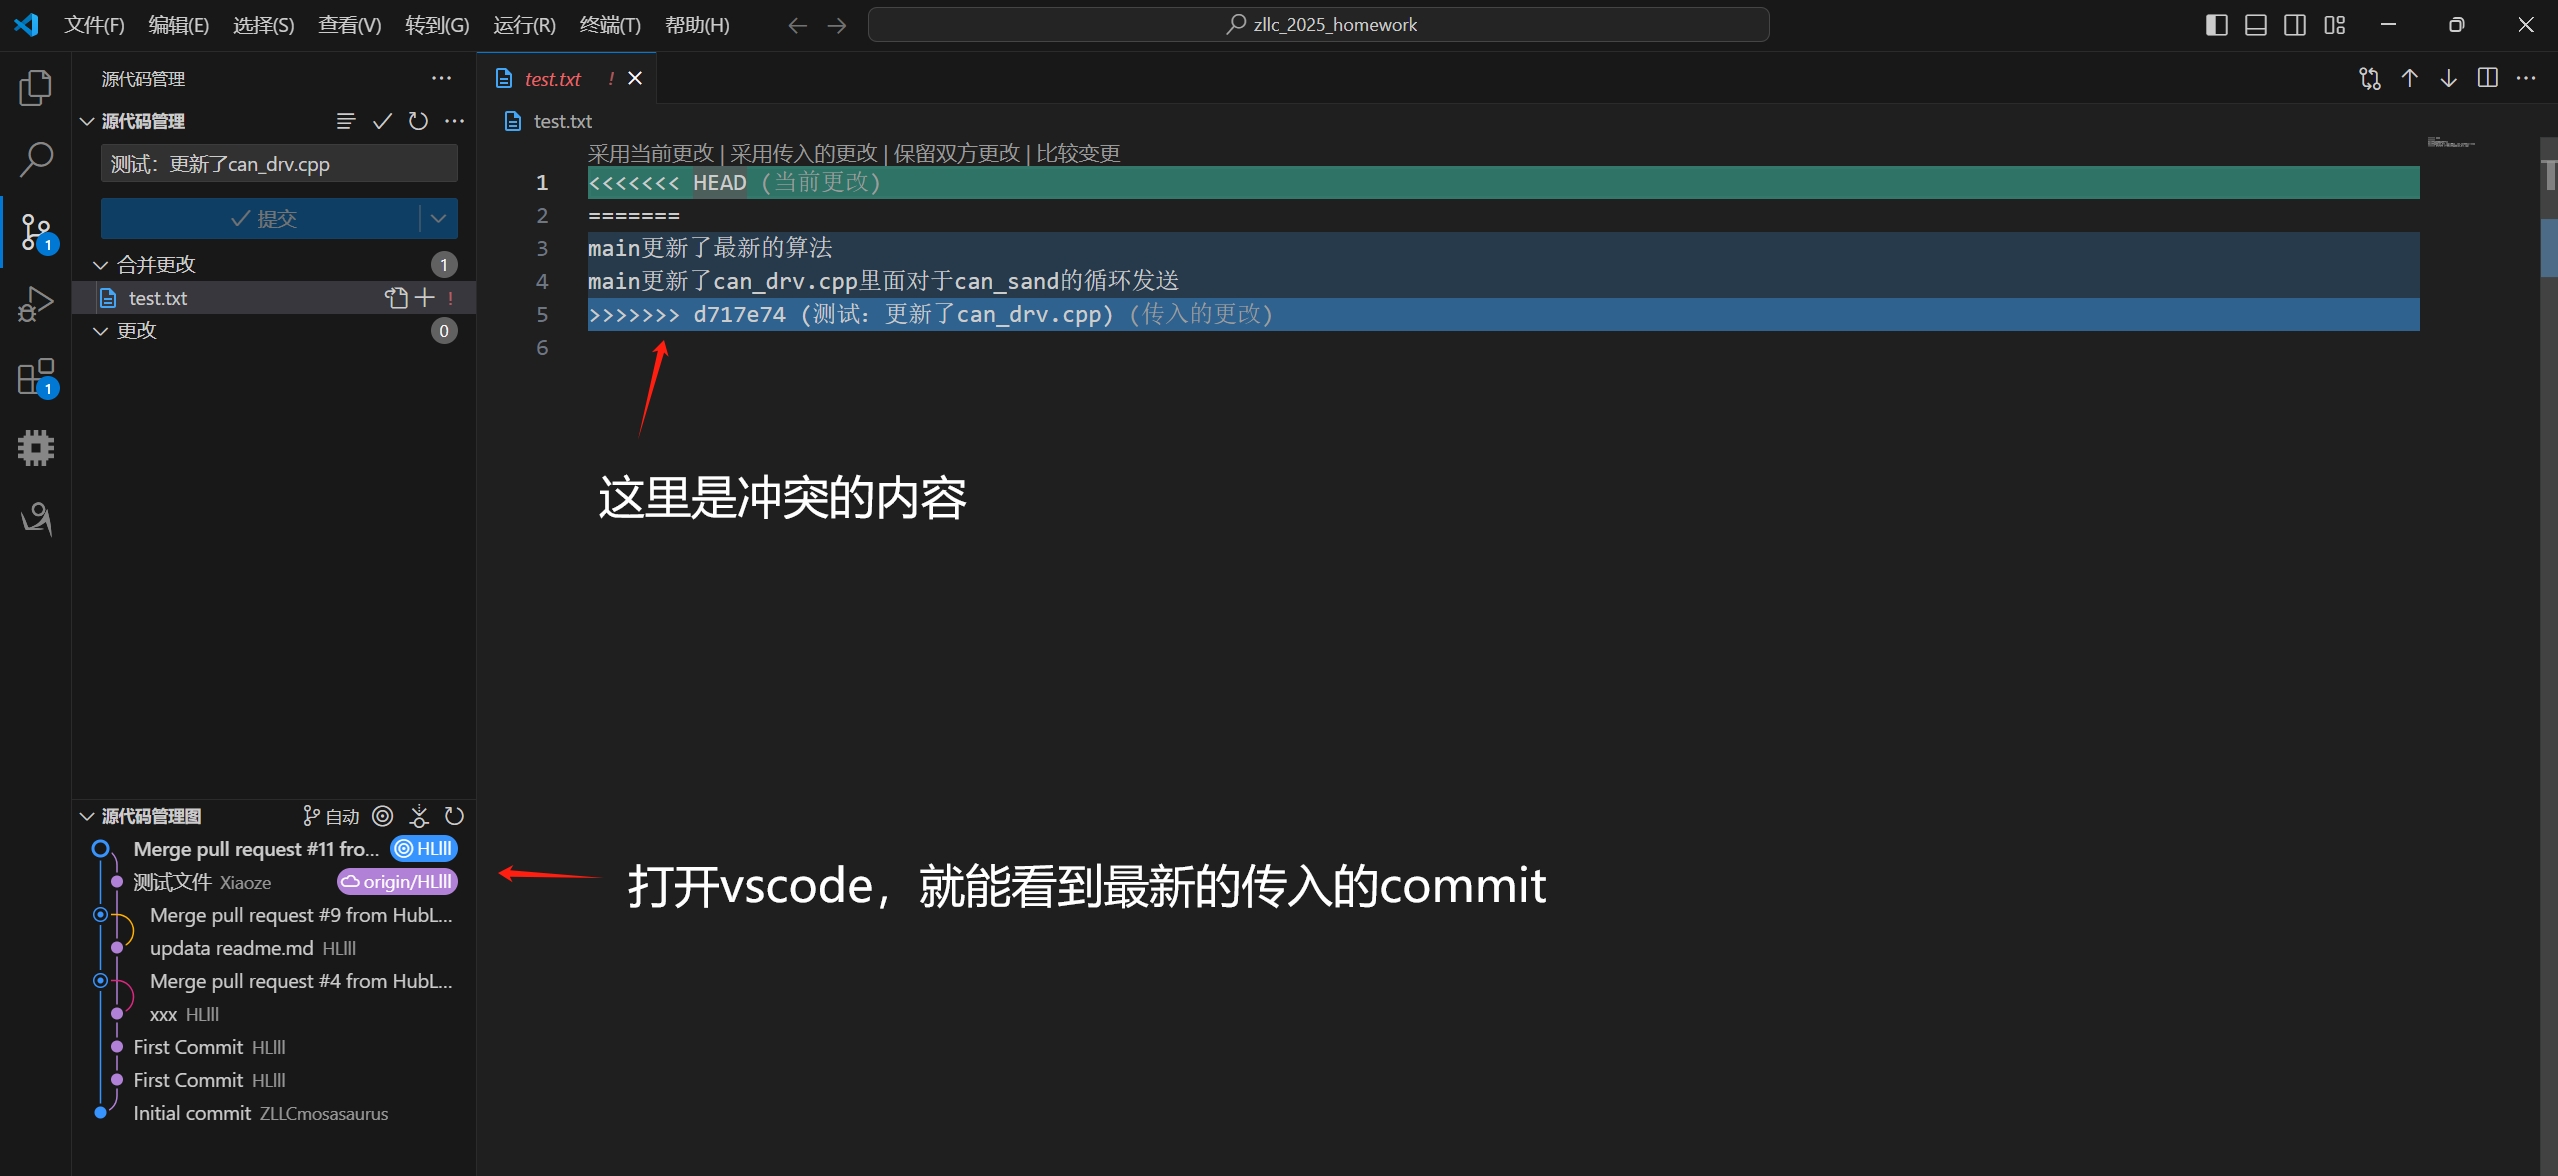 文件(F) 编辑(E) 选择(S) 查看(V) 转到(G) 运行(R) 终端(T) 帮助(H)
zllc_2025_homework
源代码管理
源代码管理
测试：更新了can_drv.cpp
提交
合并更改 1
test.txt !
更改 0
1
1
test.txt !
test.txt
采用当前更改 | 采用传入的更改 | 保留双方更改 | 比较变更
1 <<<<<<< HEAD (当前更改)
2 =======
3 main更新了最新的算法
4 main更新了can_drv.cpp里面对于can_sand的循环发送
5 >>>>>>> d717e74 (测试：更新了can_drv.cpp) (传入的更改)
6
这里是冲突的内容
打开vscode，就能看到最新的传入的commit
源代码管理图 自动
Merge pull request #11 fro... HLlll
测试文件 Xiaoze origin/HLlll
Merge pull request #9 from HubL...
updata readme.md HLlll
Merge pull request #4 from HubL...
xxx HLlll
First Commit HLlll
First Commit HLlll
Initial commit ZLLCmosasaurus